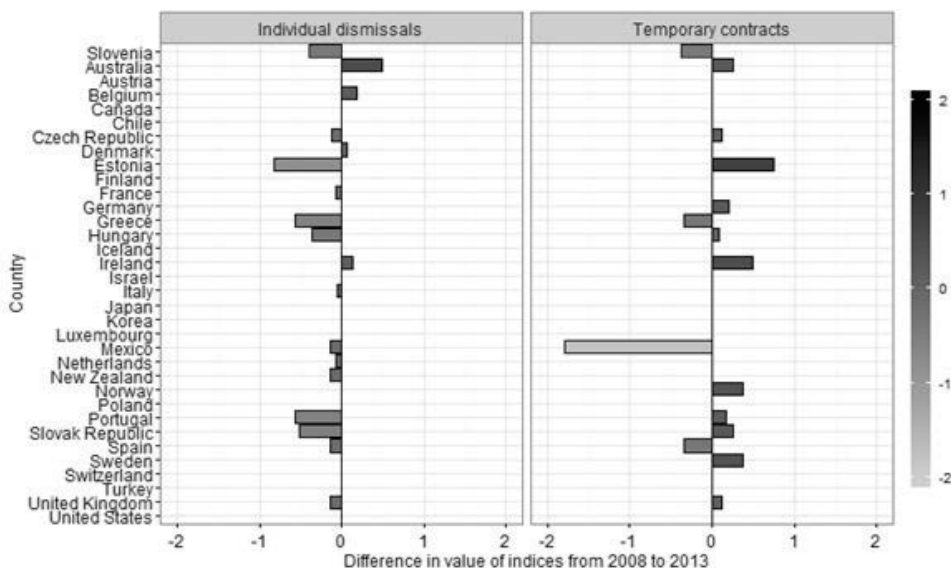 Individual dismissals
Temporary contracts
Country
Slovenia
Australia
Austria
Belgium
Canada
Chile
Czech Republic
Denmark
Estonia
Finland
France
Germany
Greece
Hungary
Iceland
Ireland
Israel
Italy
Japan
Korea
Luxembourg
Mexico
Netherlands
New Zealand
Norway
Poland
Portugal
Slovak Republic
Spain
Sweden
Switzerland
Turkey
United Kingdom
United States
-2 -1 0 1 2
-2 -1 0 1 2
Difference in value of indices from 2008 to 2013
2
1
0
-1
-2